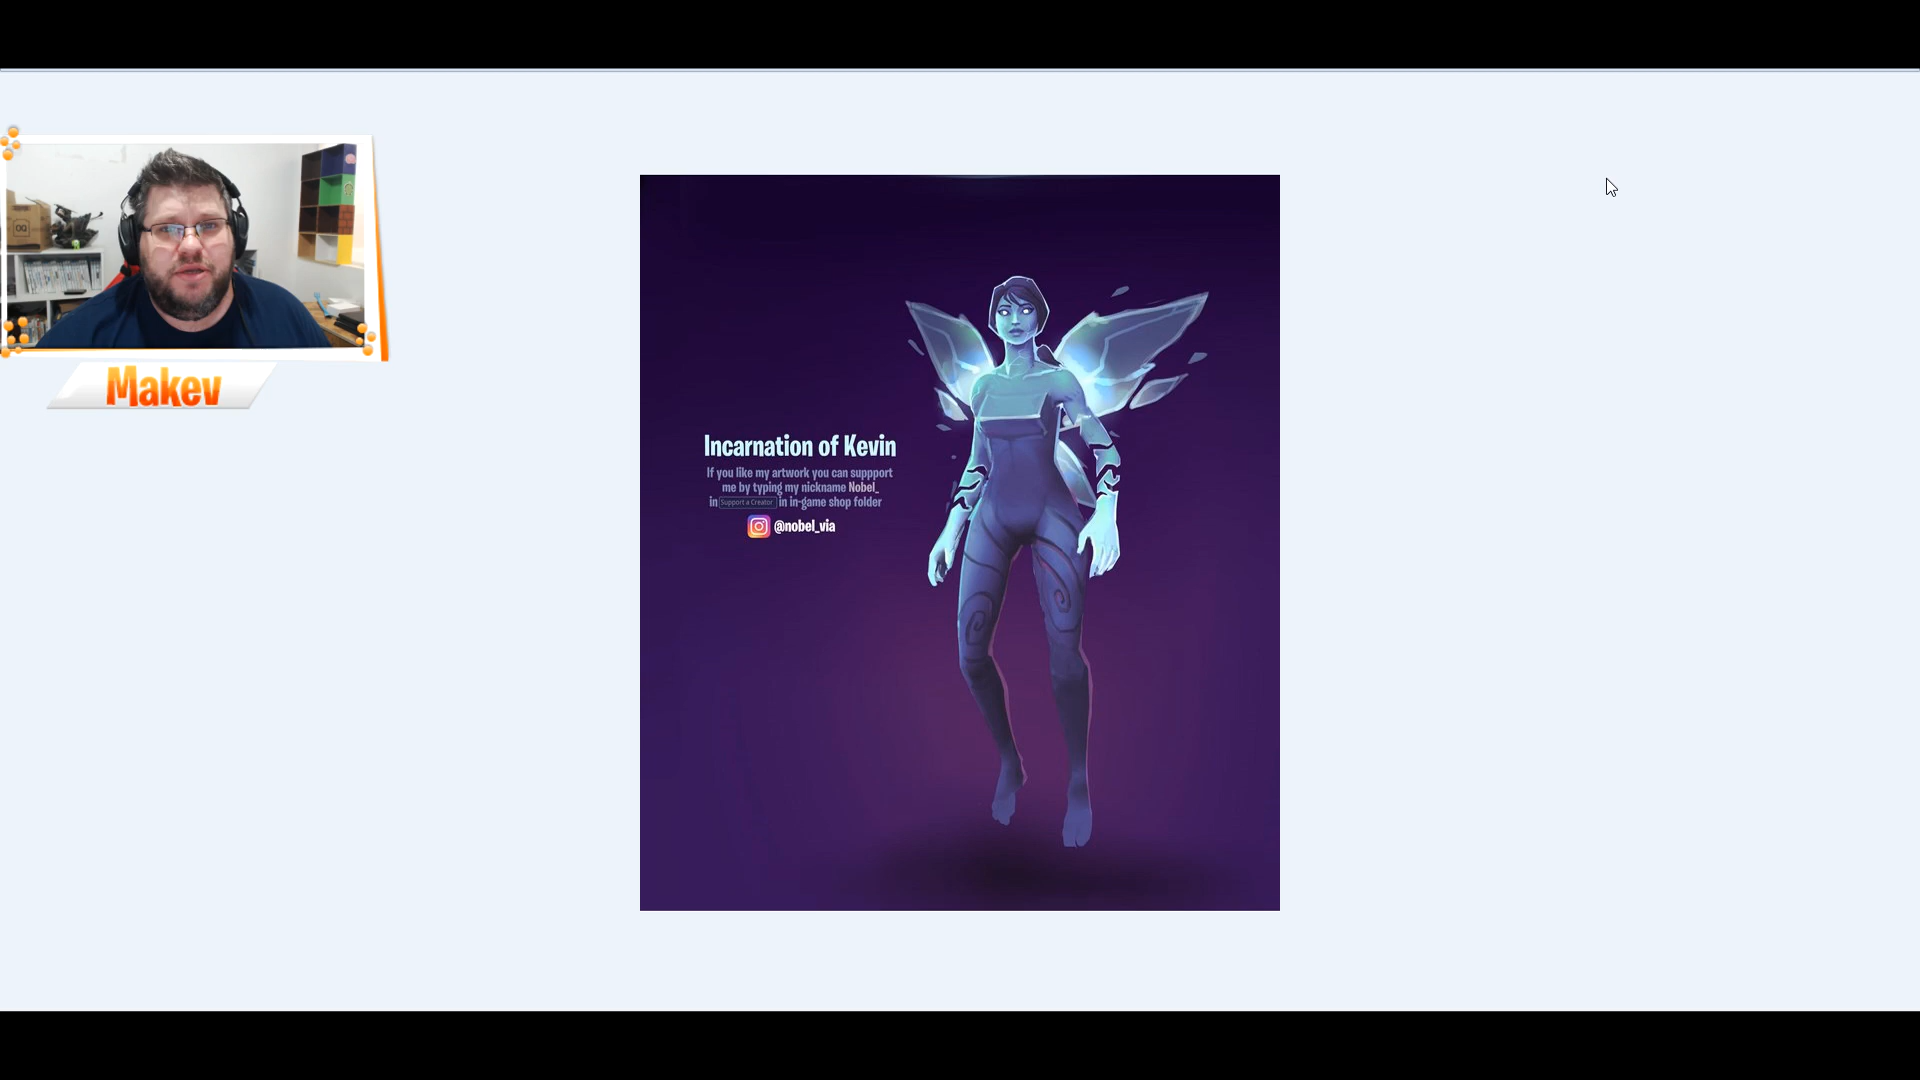 Makev
Incarnation of Kevin
If you like my artwork you can suppport
me by typing my nickname Nobel_
in Support a Creator in in-game shop folder
@nobel_via